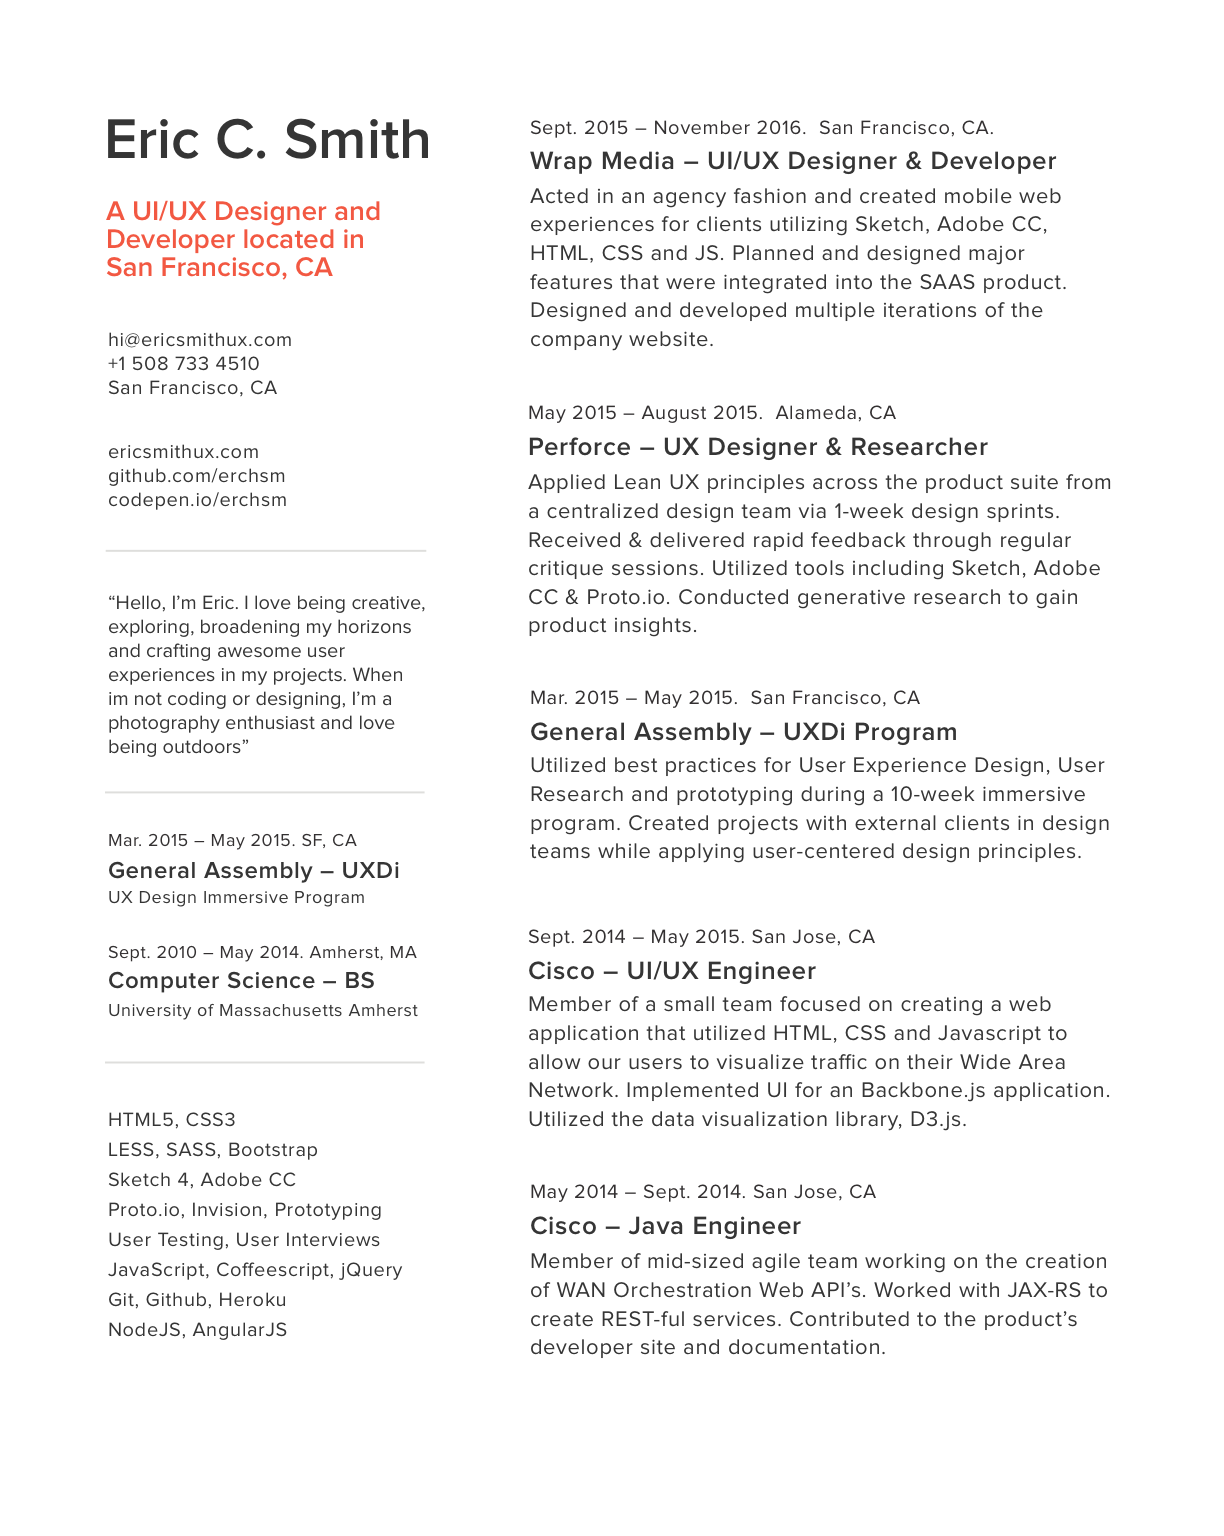 Eric C. Smith
A UI/UX Designer and
Developer located in
San Francisco, CA
hi@ericsmithux.com
+1 508 733 4510
San Francisco, CA
ericsmithux.com
github.com/erchsm
codepen.io/erchsm
“Hello, I’m Eric. I love being creative,
exploring, broadening my horizons
and crafting awesome user
experiences in my projects. When
im not coding or designing, I’m a
photography enthusiast and love
being outdoors”
Mar. 2015 – May 2015. SF, CA
General Assembly – UXDi
UX Design Immersive Program
Sept. 2010 – May 2014. Amherst, MA
Computer Science – BS
University of Massachusetts Amherst
HTML5, CSS3
LESS, SASS, Bootstrap
Sketch 4, Adobe CC
Proto.io, Invision, Prototyping
User Testing, User Interviews
JavaScript, Coffeescript, jQuery
Git, Github, Heroku
NodeJS, AngularJS
Sept. 2015 – November 2016.  San Francisco, CA.
Wrap Media – UI/UX Designer & Developer
Acted in an agency fashion and created mobile web
experiences for clients utilizing Sketch, Adobe CC,
HTML, CSS and JS. Planned and designed major
features that were integrated into the SAAS product.
Designed and developed multiple iterations of the
company website.
May 2015 – August 2015.  Alameda, CA
Perforce – UX Designer & Researcher
Applied Lean UX principles across the product suite from
a centralized design team via 1-week design sprints.
Received & delivered rapid feedback through regular
critique sessions. Utilized tools including Sketch, Adobe
CC & Proto.io. Conducted generative research to gain
product insights.
Mar. 2015 – May 2015.  San Francisco, CA
General Assembly – UXDi Program
Utilized best practices for User Experience Design, User
Research and prototyping during a 10-week immersive
program. Created projects with external clients in design
teams while applying user-centered design principles.
Sept. 2014 – May 2015. San Jose, CA
Cisco – UI/UX Engineer
Member of a small team focused on creating a web
application that utilized HTML, CSS and Javascript to
allow our users to visualize traffic on their Wide Area
Network. Implemented UI for an Backbone.js application.
Utilized the data visualization library, D3.js.
May 2014 – Sept. 2014. San Jose, CA
Cisco – Java Engineer
Member of mid-sized agile team working on the creation
of WAN Orchestration Web API’s. Worked with JAX-RS to
create REST-ful services. Contributed to the product’s
developer site and documentation.